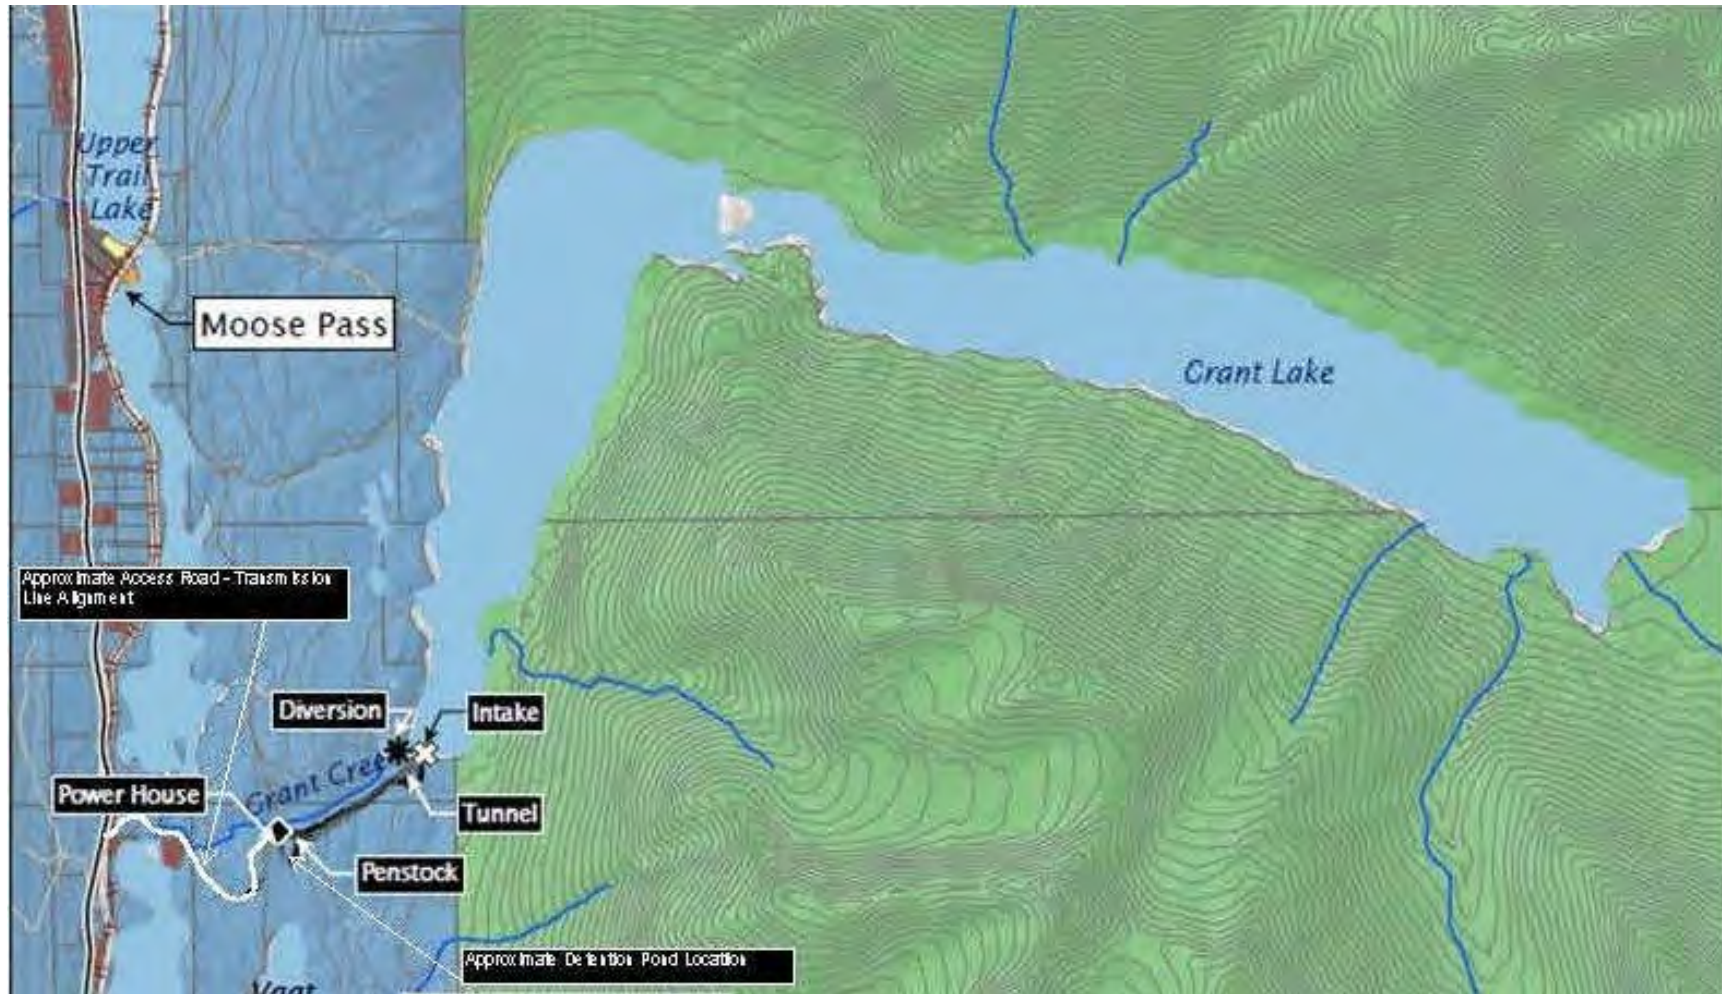 Upper
Trail
Lake
Moose Pass
Grant Lake
Approximate Access Road - Transmission
Line Alignment
Diversion
Intake
Grant Cree
Power House
Tunnel
Penstock
Approximate Detention Pond Location